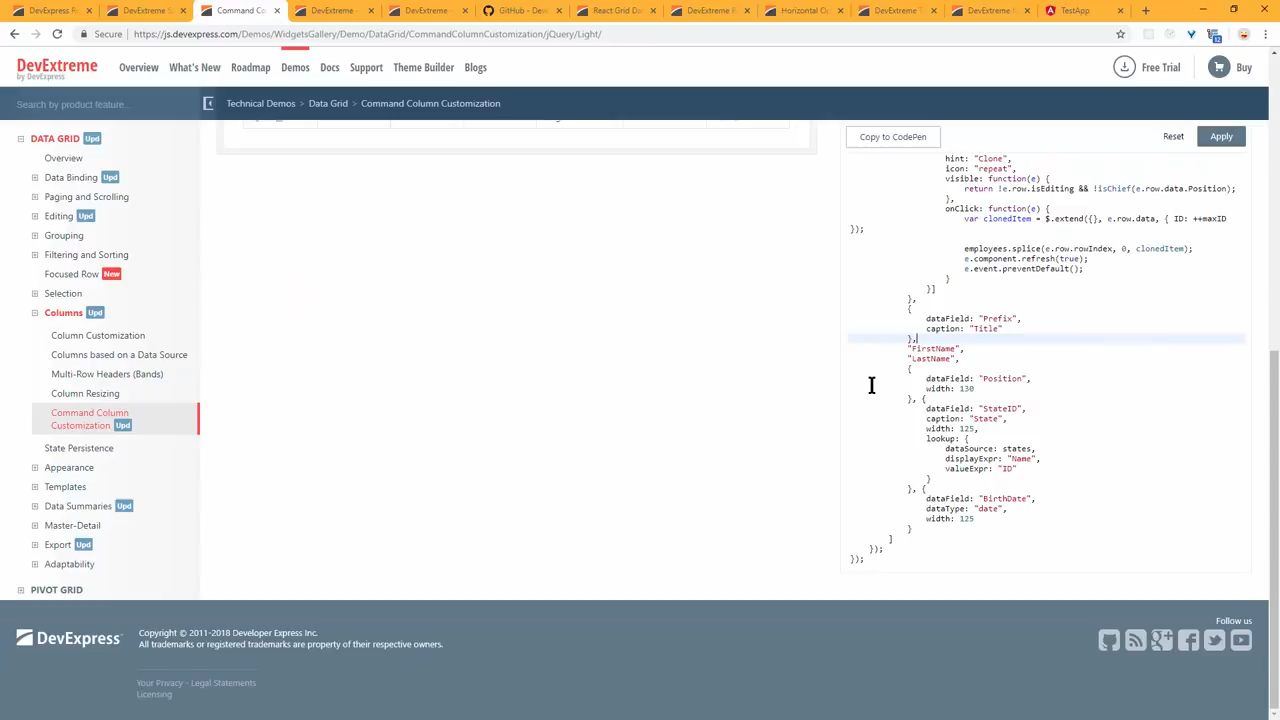 DevExpress R
DevExtreme S
Command Co
DevExtreme -
DevExtreme -
GitHub - Dev
React Grid Da
DevExtreme R
Horizontal Op
DevExtreme T
DevExtreme S
TestApp
Secure
https://js.devexpress.com/Demos/WidgetsGallery/Demo/DataGrid/CommandColumnCustomization/jQuery/Light/
DevExtreme
by DevExpress
Overview
What's New
Roadmap
Demos
Docs
Support
Theme Builder
Blogs
Free Trial
Buy
Search by product feature...
Technical Demos > Data Grid > Command Column Customization
DATA GRID Upd
Overview
Data Binding Upd
Paging and Scrolling
Editing Upd
Grouping
Filtering and Sorting
Focused Row New
Selection
Columns Upd
Column Customization
Columns based on a Data Source
Multi-Row Headers (Bands)
Column Resizing
Command Column
Customization Upd
State Persistence
Appearance
Templates
Data Summaries Upd
Master-Detail
Export Upd
Adaptability
PIVOT GRID
Copy to CodePen
Reset
Apply
hint: "Clone",
icon: "repeat",
visible: function(e) {
return !e.row.isEditing && !isChief(e.row.data.Position);
},
onClick: function(e) {
var clonedItem = $.extend({}, e.row.data, { ID: ++maxID
});
employees.splice(e.row.rowIndex, 0, clonedItem);
e.component.refresh(true);
e.event.preventDefault();
}
}]
},
{
dataField: "Prefix",
caption: "Title"
},
"FirstName",
"LastName",
{
dataField: "Position",
width: 130
}, {
dataField: "StateID",
caption: "State",
width: 125,
lookup: {
dataSource: states,
displayExpr: "Name",
valueExpr: "ID"
}
}, {
dataField: "BirthDate",
dataType: "date",
width: 125
}
]
});
});
DevExpress
Copyright © 2011-2018 Developer Express Inc.
All trademarks or registered trademarks are property of their respective owners.
Your Privacy - Legal Statements
Licensing
Follow us